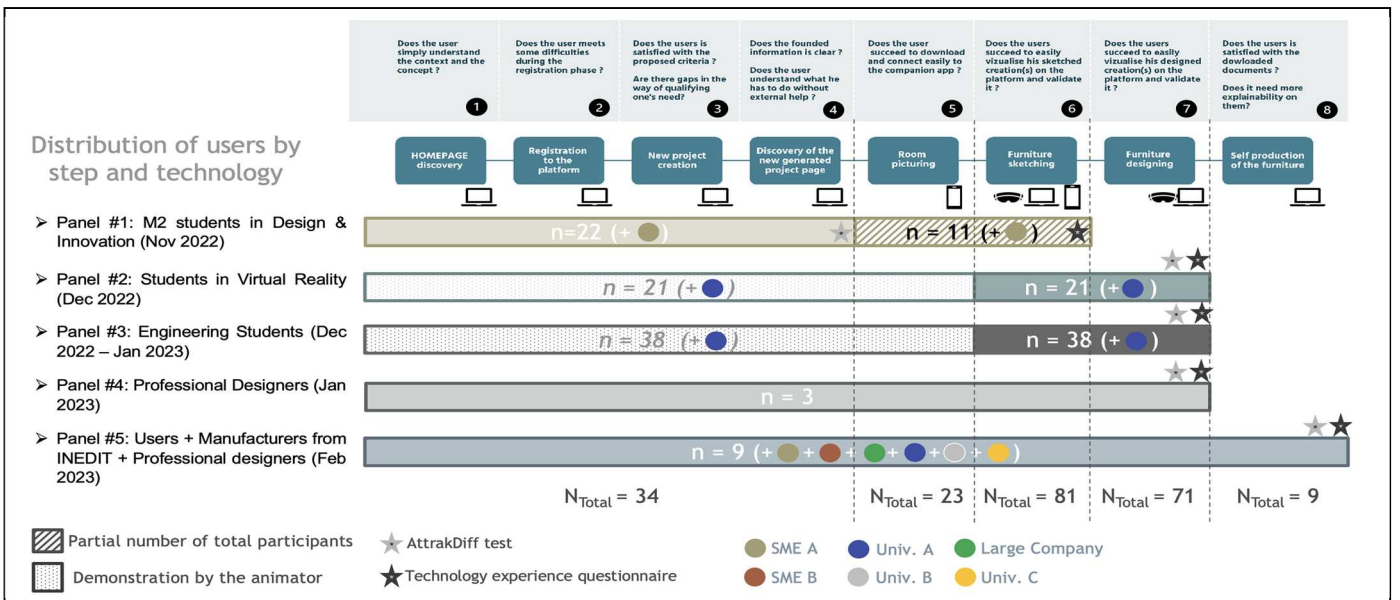 Does the user
simply understand
the context and the
concept ?
1
Does the user meets
some difficulties
during the
registration phase ?
2
Does the users is
satisfied with the
proposed criteria ?
Are there gaps in the
way of qualifying
one's need?
3
Does the founded
information is clear ?
Does the user
understand what he
has to do without
external help ?
4
Does the user
succeed to download
and connect easily to
the companion app ?
5
Does the users
succeed to easily
vizualise his sketched
creation(s) on the
platform and validate
it ?
6
Does the users
succeed to easily
vizualise his designed
creation(s) on the
platform and validate
it ?
7
Does the users is
satisfied with the
dowloaded
documents ?
Does it need more
explainability on
them?
8
Distribution of users by
step and technology
HOMEPAGE
discovery
Registration
to the
platform
New project
creation
Discovery of the
new generated
project page
Room
picturing
Furniture
sketching
Furniture
designing
Self production
of the furniture
➢ Panel #1: M2 students in Design &
Innovation (Nov 2022)
n=22 (+ )
n = 11 (+ )
➢ Panel #2: Students in Virtual Reality
(Dec 2022)
n = 21 (+ )
n = 21 (+ )
➢ Panel #3: Engineering Students (Dec
2022 – Jan 2023)
n = 38 (+ )
n = 38 (+ )
➢ Panel #4: Professional Designers (Jan
2023)
n = 3
➢ Panel #5: Users + Manufacturers from
INEDIT + Professional designers (Feb
2023)
n = 9 (+ + + + + + )
NTotal = 34
NTotal = 23
NTotal = 81
NTotal = 71
NTotal = 9
Partial number of total participants
Demonstration by the animator
AttrakDiff test
Technology experience questionnaire
SME A
Univ. A
Large Company
SME B
Univ. B
Univ. C